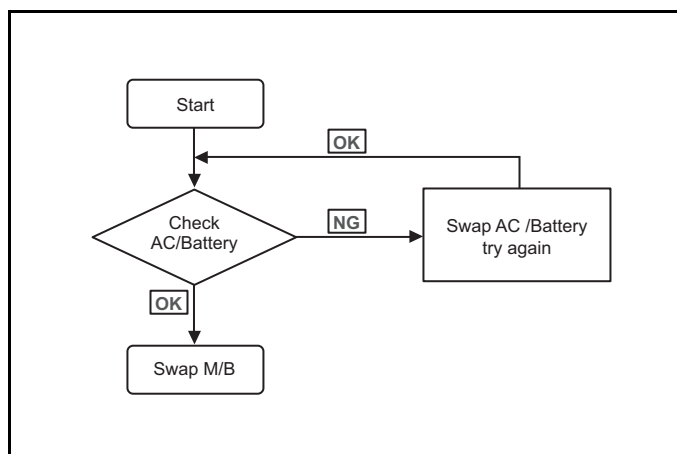 Start
OK
Check
AC/Battery
NG
Swap AC /Battery
try again
OK
Swap M/B